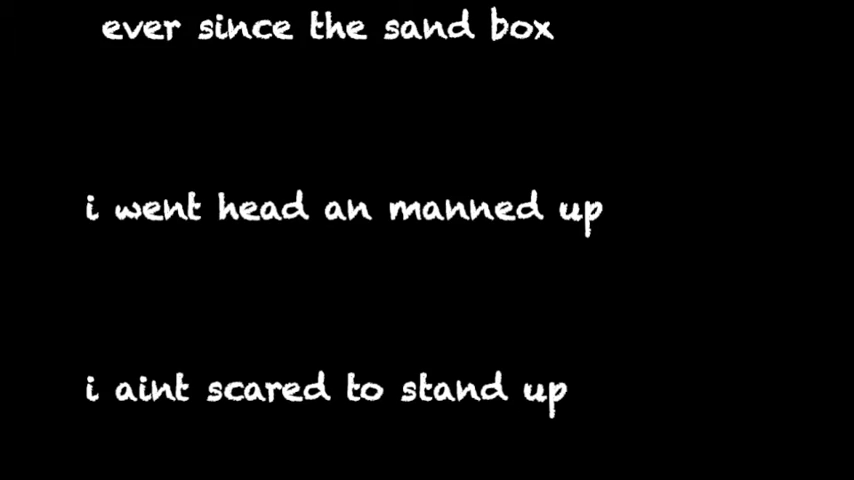 ever since the sand box
i went head an manned up
i aint scared to stand up